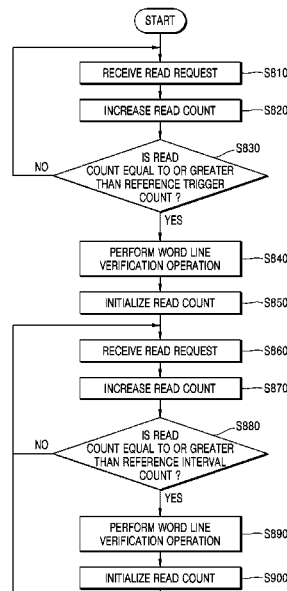 START
RECEIVE READ REQUEST
S810
INCREASE READ COUNT
S820
S830
IS READ
COUNT EQUAL TO OR GREATER
THAN REFERENCE TRIGGER
COUNT ?
NO
YES
PERFORM WORD LINE
VERIFICATION OPERATION
S840
INITIALIZE READ COUNT
S850
RECEIVE READ REQUEST
S860
INCREASE READ COUNT
S870
S880
IS READ
COUNT EQUAL TO OR GREATER
THAN REFERENCE INTERVAL
COUNT ?
NO
YES
PERFORM WORD LINE
VERIFICATION OPERATION
S890
INITIALIZE READ COUNT
S900